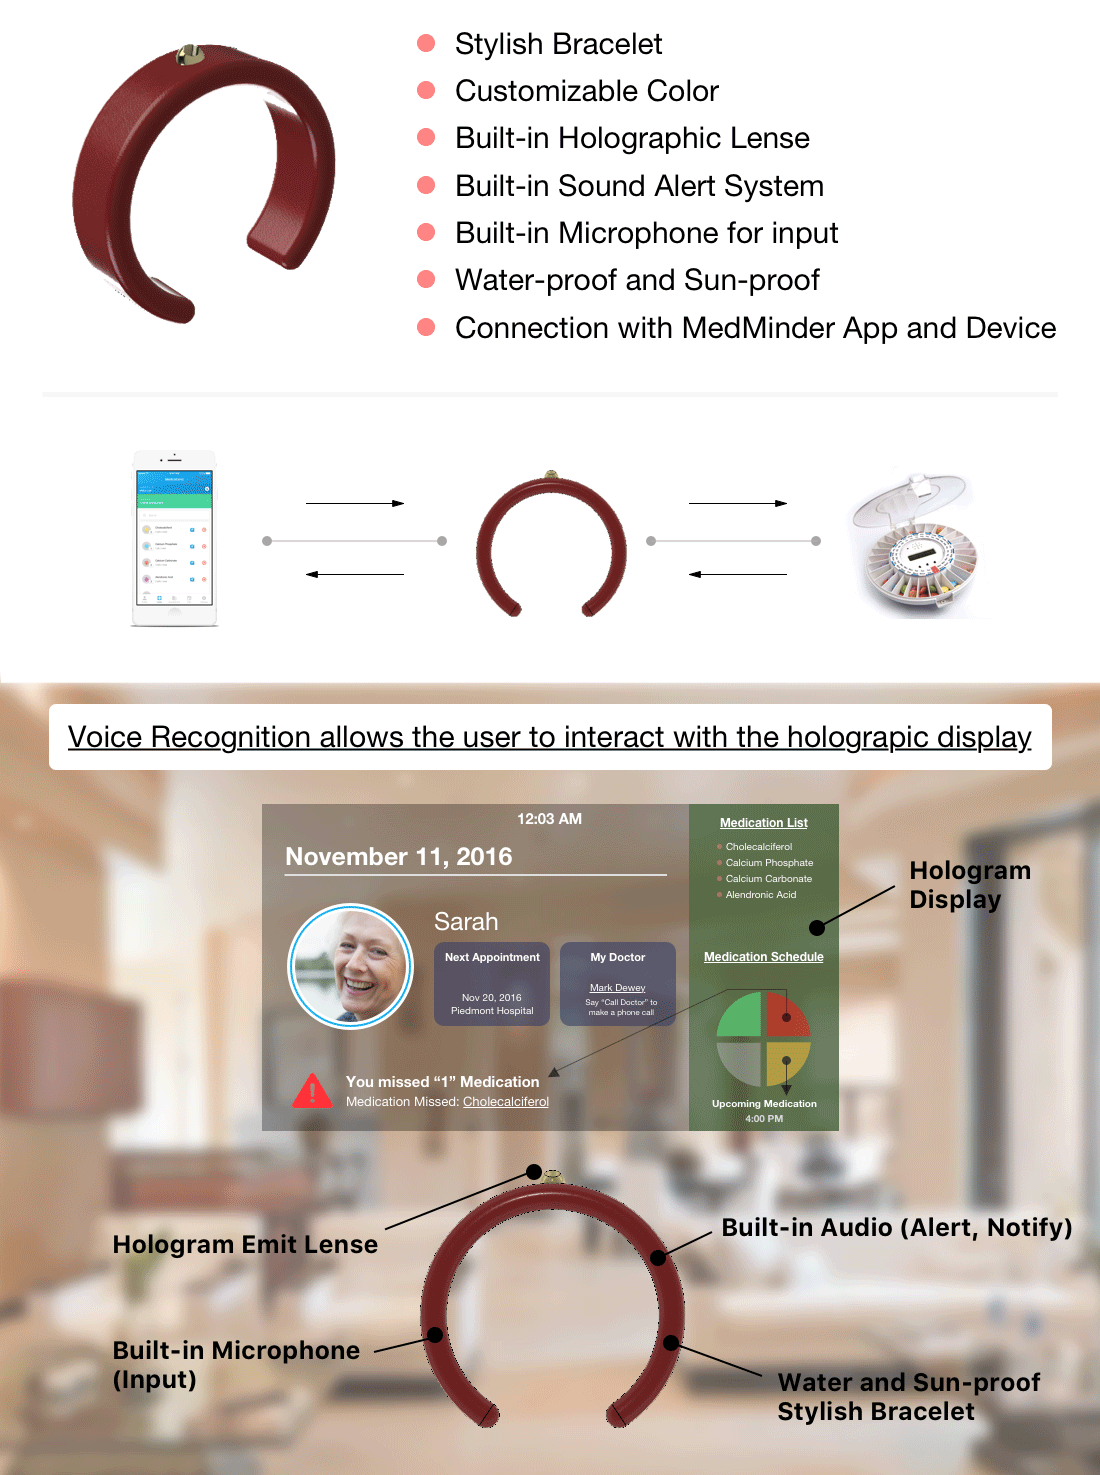 Stylish Bracelet
Customizable Color
Built-in Holographic Lense
Built-in Sound Alert System
Built-in Microphone for input
Water-proof and Sun-proof
Connection with MedMinder App and Device
Voice Recognition allows the user to interact with the holograpic display
12:03 AM
November 11, 2016
Sarah
Next Appointment
Nov 20, 2016
Piedmont Hospital
My Doctor
Mark Dewey
Say “Call Doctor” to
make a phone call
You missed “1” Medication
Medication Missed: Cholecalciferol
Medication List
Cholecalciferol
Calcium Phosphate
Calcium Carbonate
Alendronic Acid
Medication Schedule
Upcoming Medication
4:00 PM
Hologram
Display
Hologram Emit Lense
Built-in Audio (Alert, Notify)
Built-in Microphone
(Input)
Water and Sun-proof
Stylish Bracelet